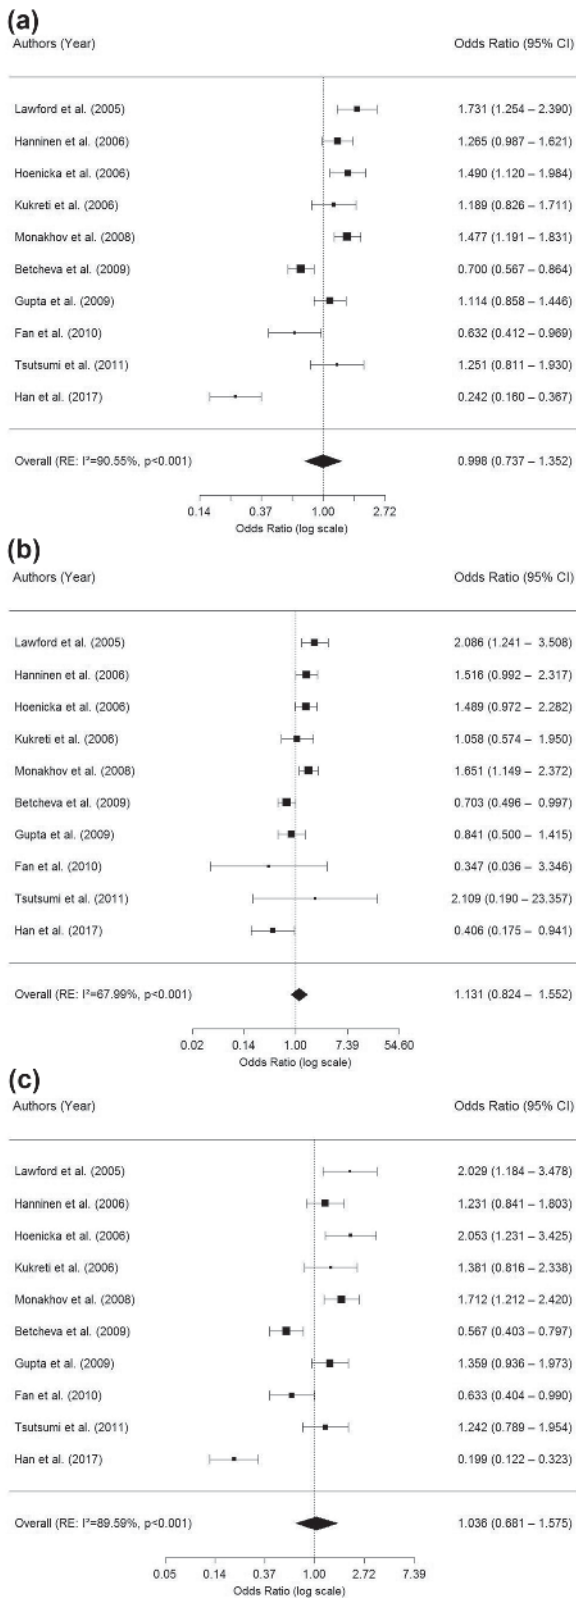 (a)
Authors (Year) Odds Ratio (95% CI)
Lawford et al. (2005) 1.731 (1.254 – 2.390)
Hanninen et al. (2006) 1.265 (0.987 – 1.621)
Hoenicka et al. (2006) 1.490 (1.120 – 1.984)
Kukreti et al. (2006) 1.189 (0.826 – 1.711)
Monakhov et al. (2008) 1.477 (1.191 – 1.831)
Betcheva et al. (2009) 0.700 (0.567 – 0.864)
Gupta et al. (2009) 1.114 (0.858 – 1.446)
Fan et al. (2010) 0.632 (0.412 – 0.969)
Tsutsumi et al. (2011) 1.251 (0.811 – 1.930)
Han et al. (2017) 0.242 (0.160 – 0.367)
Overall (RE: I²=90.55%, p<0.001) 0.998 (0.737 – 1.352)
0.14 0.37 1.00 2.72
Odds Ratio (log scale)
(b)
Authors (Year) Odds Ratio (95% CI)
Lawford et al. (2005) 2.086 (1.241 – 3.508)
Hanninen et al. (2006) 1.516 (0.992 – 2.317)
Hoenicka et al. (2006) 1.489 (0.972 – 2.282)
Kukreti et al. (2006) 1.058 (0.574 – 1.950)
Monakhov et al. (2008) 1.651 (1.149 – 2.372)
Betcheva et al. (2009) 0.703 (0.496 – 0.997)
Gupta et al. (2009) 0.841 (0.500 – 1.415)
Fan et al. (2010) 0.347 (0.036 – 3.346)
Tsutsumi et al. (2011) 2.109 (0.190 – 23.357)
Han et al. (2017) 0.406 (0.175 – 0.941)
Overall (RE: I²=67.99%, p<0.001) 1.131 (0.824 – 1.552)
0.02 0.14 1.00 7.39 54.60
Odds Ratio (log scale)
(c)
Authors (Year) Odds Ratio (95% CI)
Lawford et al. (2005) 2.029 (1.184 – 3.478)
Hanninen et al. (2006) 1.231 (0.841 – 1.803)
Hoenicka et al. (2006) 2.053 (1.231 – 3.425)
Kukreti et al. (2006) 1.381 (0.816 – 2.338)
Monakhov et al. (2008) 1.712 (1.212 – 2.420)
Betcheva et al. (2009) 0.567 (0.403 – 0.797)
Gupta et al. (2009) 1.359 (0.936 – 1.973)
Fan et al. (2010) 0.633 (0.404 – 0.990)
Tsutsumi et al. (2011) 1.242 (0.789 – 1.954)
Han et al. (2017) 0.199 (0.122 – 0.323)
Overall (RE: I²=89.59%, p<0.001) 1.036 (0.681 – 1.575)
0.05 0.14 0.37 1.00 2.72 7.39
Odds Ratio (log scale)